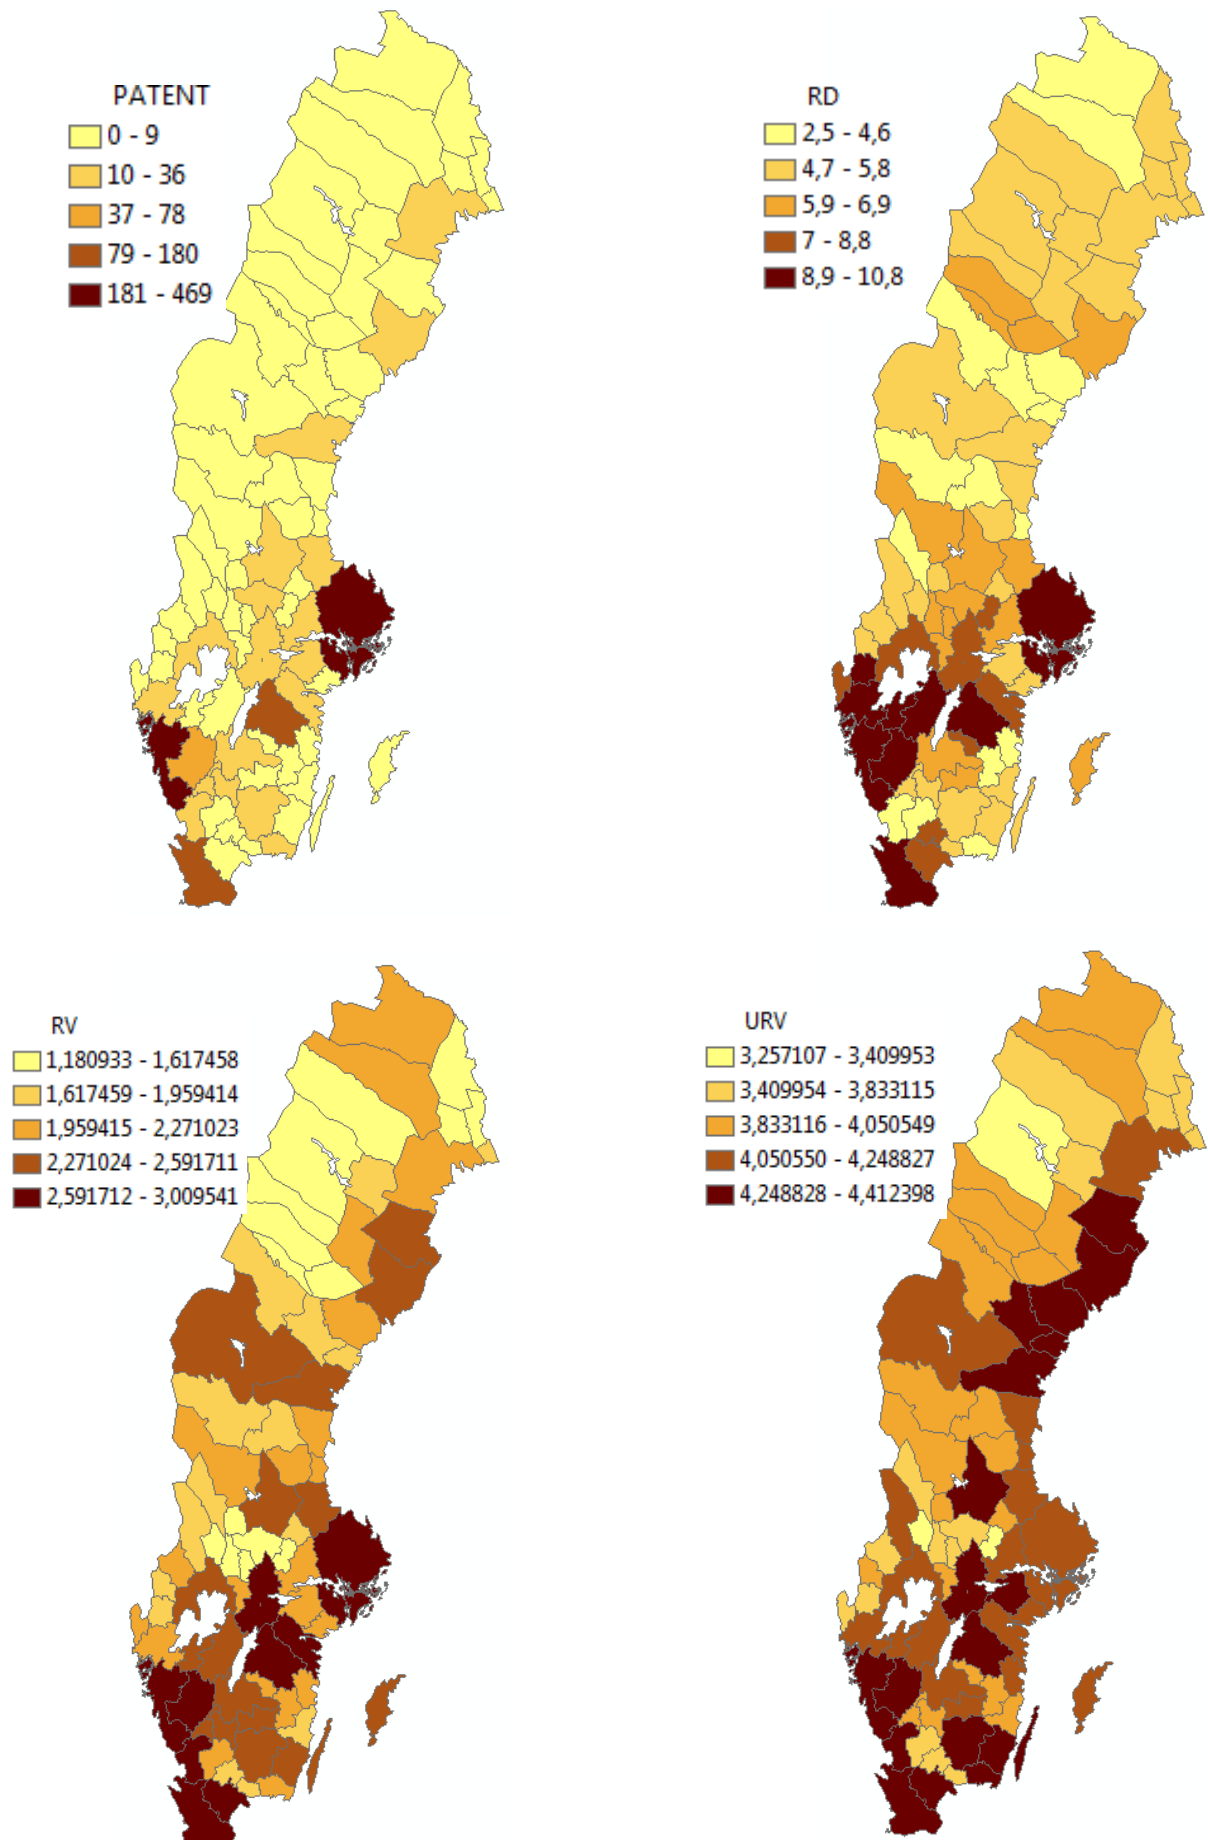 PATENT
0 - 9
10 - 36
37 - 78
79 - 180
181 - 469
RD
2,5 - 4,6
4,7 - 5,8
5,9 - 6,9
7 - 8,8
8,9 - 10,8
RV
1,180933 - 1,617458
1,617459 - 1,959414
1,959415 - 2,271023
2,271024 - 2,591711
2,591712 - 3,009541
URV
3,257107 - 3,409953
3,409954 - 3,833115
3,833116 - 4,050549
4,050550 - 4,248827
4,248828 - 4,412398